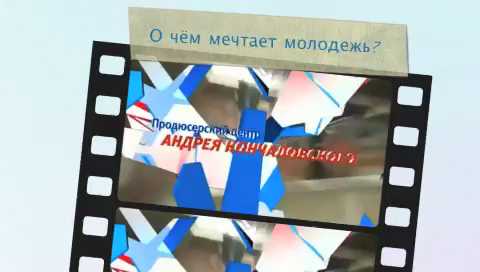 О чём мечтает молодежь?
Продюсерский центр
АНДРЕЯ КОНЧАЛОВСКОГО